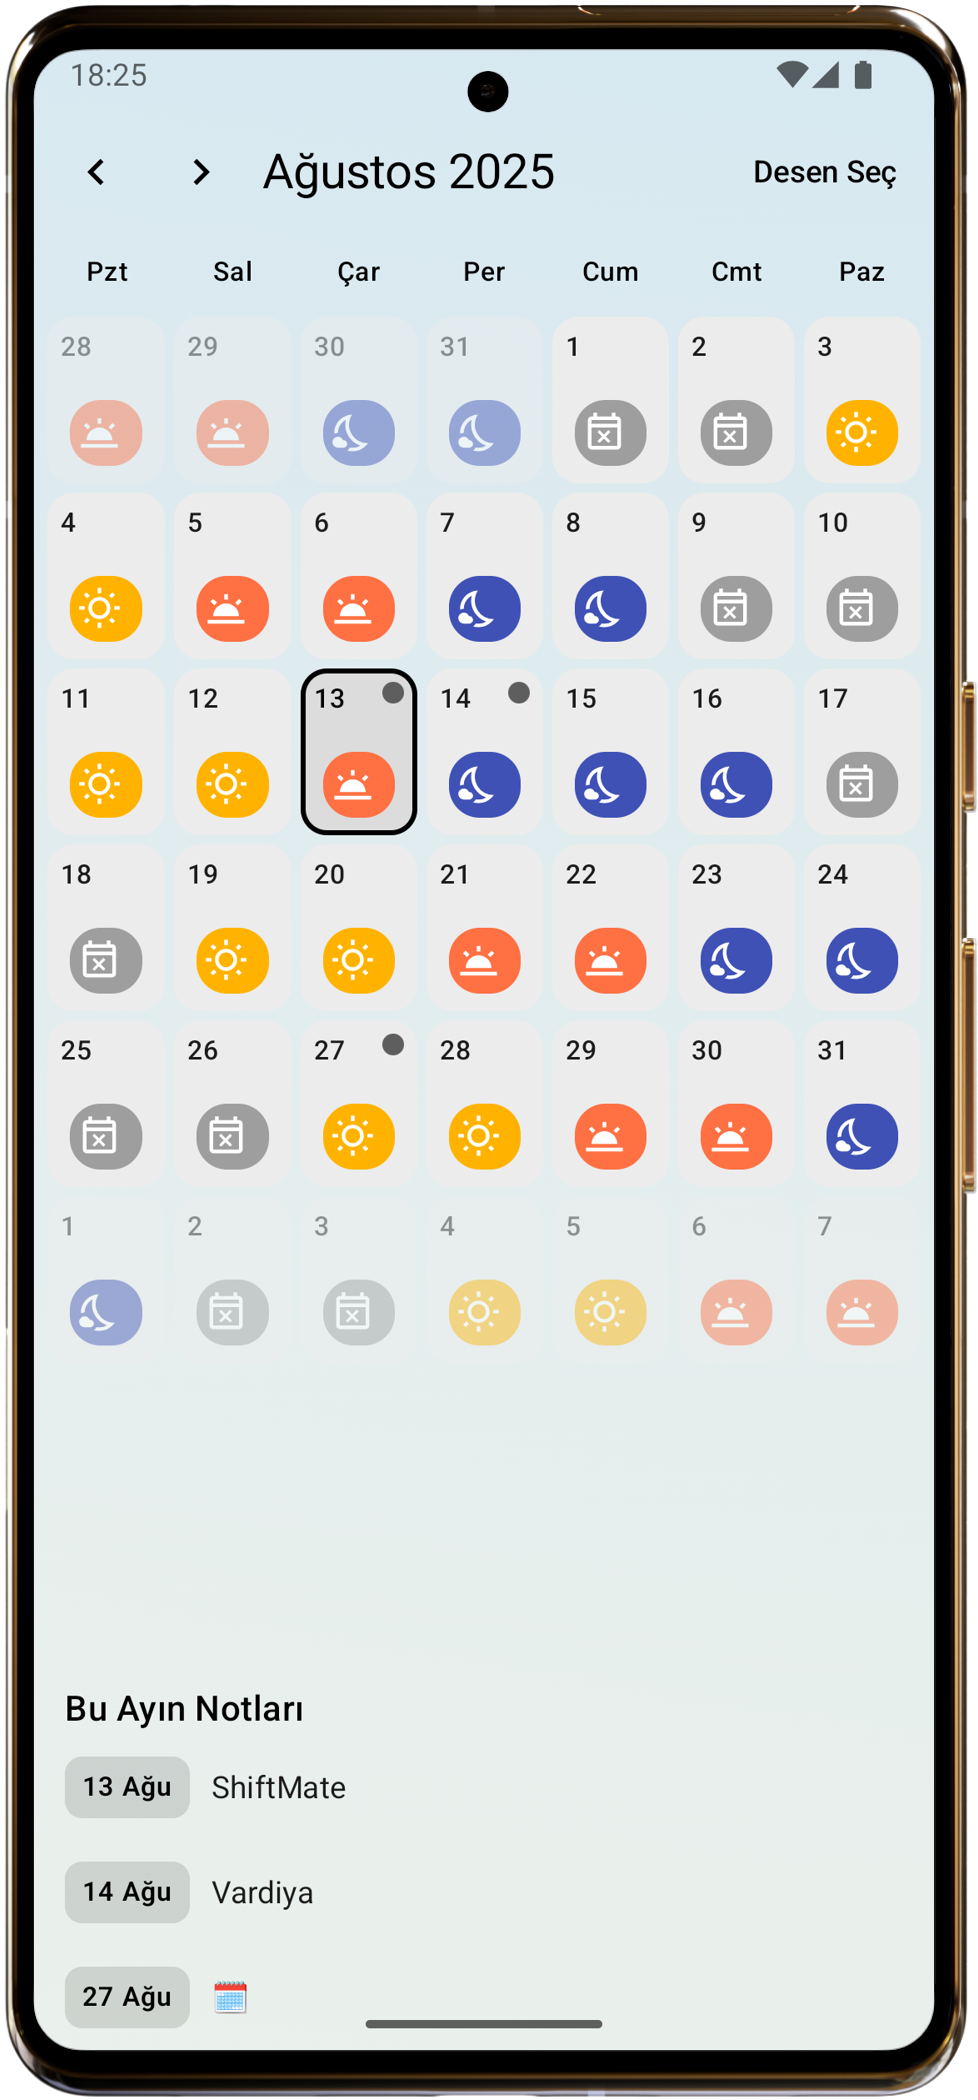 18:25
Ağustos 2025 Desen Seç
Pzt Sal Çar Per Cum Cmt Paz
28 29 30 31 1 2 3
4 5 6 7 8 9 10
11 12 13 14 15 16 17
18 19 20 21 22 23 24
25 26 27 28 29 30 31
1 2 3 4 5 6 7
Bu Ayın Notları
13 Ağu ShiftMate
14 Ağu Vardiya
27 Ağu 🗓️